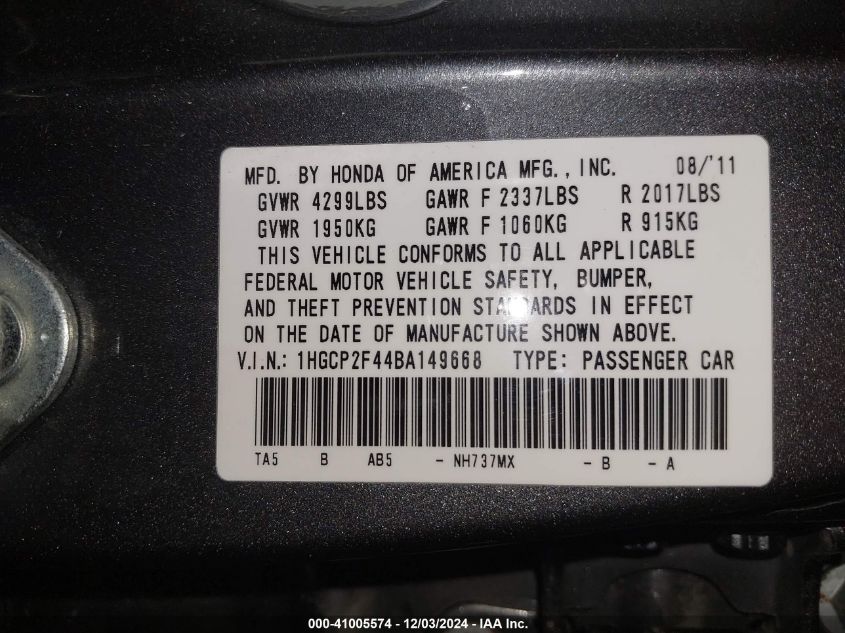 MFD. BY HONDA OF AMERICA MFG., INC. 08/'11
GVWR 4299LBS GAWR F 2337LBS R 2017LBS
GVWR 1950KG GAWR F 1060KG R 915KG
THIS VEHICLE CONFORMS TO ALL APPLICABLE
FEDERAL MOTOR VEHICLE SAFETY, BUMPER,
AND THEFT PREVENTION STANDARDS IN EFFECT
ON THE DATE OF MANUFACTURE SHOWN ABOVE.
V.I.N.: 1HGCP2F44BA149668 TYPE: PASSENGER CAR
TA5 B AB5 - NH737MX - B - A
000-41005574 - 12/03/2024 - IAA Inc.